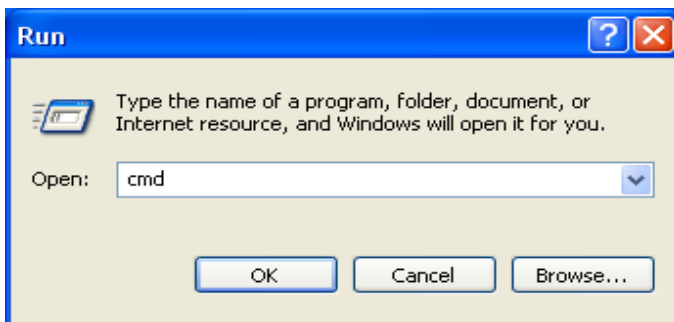 Run
Type the name of a program, folder, document, or
Internet resource, and Windows will open it for you.
Open: cmd
OK Cancel Browse...